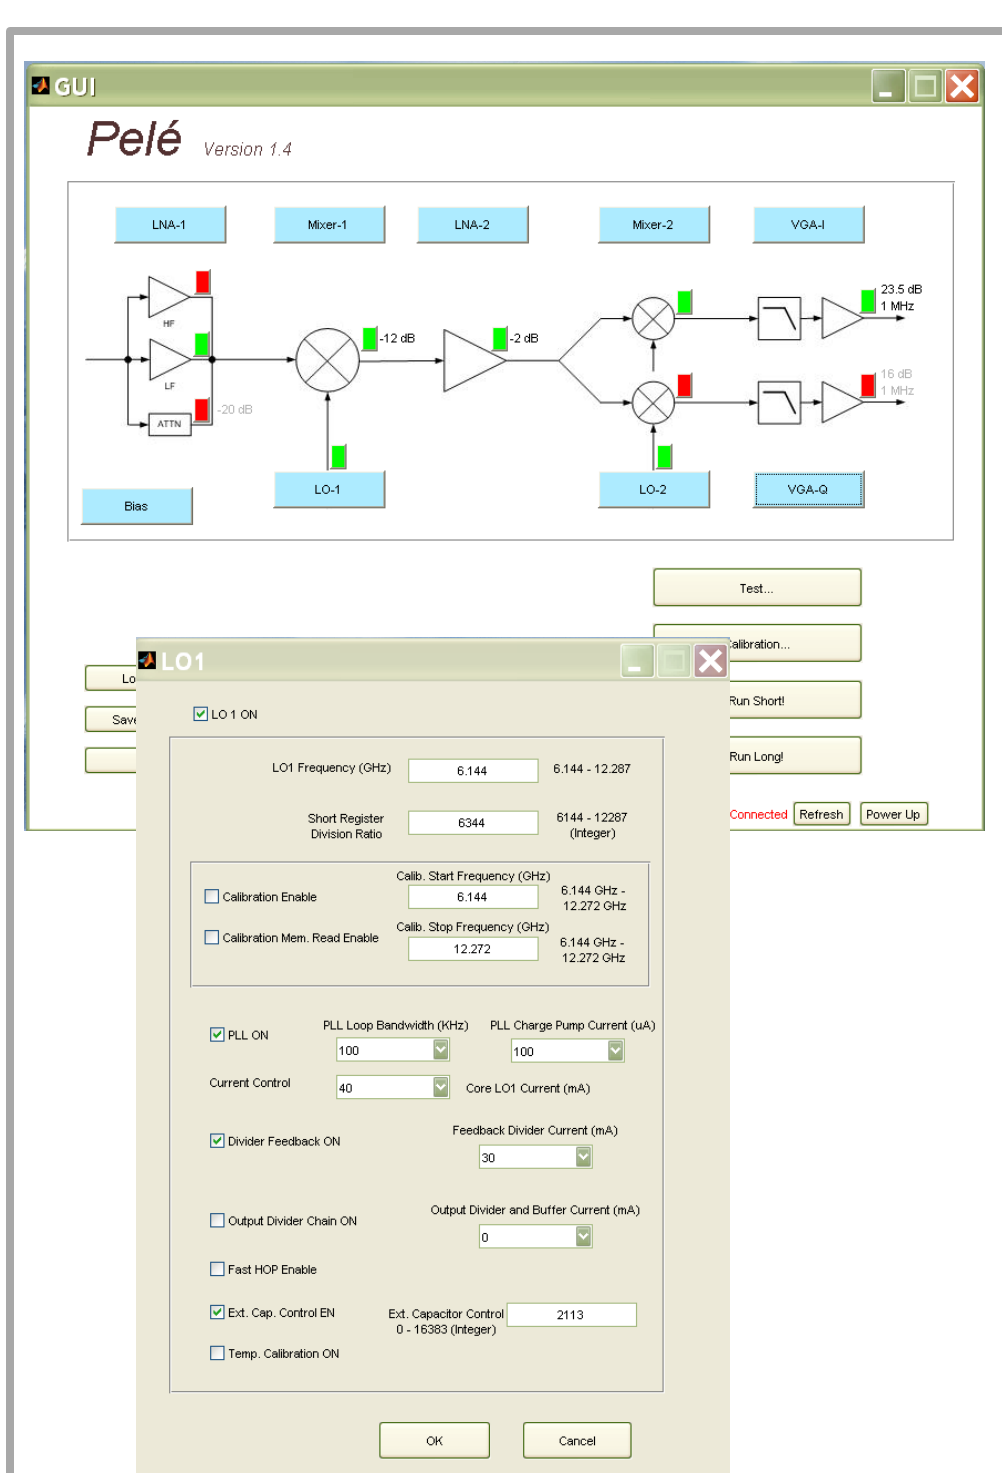 GUI
Pelé Version 1.4
LNA-1
Mixer-1
LNA-2
Mixer-2
VGA-I
HF
LF
ATTN
-20 dB
-12 dB
-2 dB
23.5 dB
1 MHz
16 dB
1 MHz
Bias
LO-1
LO-2
VGA-Q
Test...
Run Short!
Run Long!
Connected
Refresh
Power Up
LO1
LO 1 ON
LO1 Frequency (GHz)
6.144
6.144 - 12.287
Short Register
Division Ratio
6344
6144 - 12287
(Integer)
Calibration Enable
Calib. Start Frequency (GHz)
6.144
6.144 GHz -
12.272 GHz
Calibration Mem. Read Enable
Calib. Stop Frequency (GHz)
12.272
6.144 GHz -
12.272 GHz
PLL ON
PLL Loop Bandwidth (KHz)
100
PLL Charge Pump Current (uA)
100
Current Control
40
Core LO1 Current (mA)
Divider Feedback ON
Feedback Divider Current (mA)
30
Output Divider Chain ON
Output Divider and Buffer Current (mA)
0
Fast HOP Enable
Ext. Cap. Control EN
Ext. Capacitor Control
0 - 16383 (Integer)
2113
Temp. Calibration ON
OK
Cancel